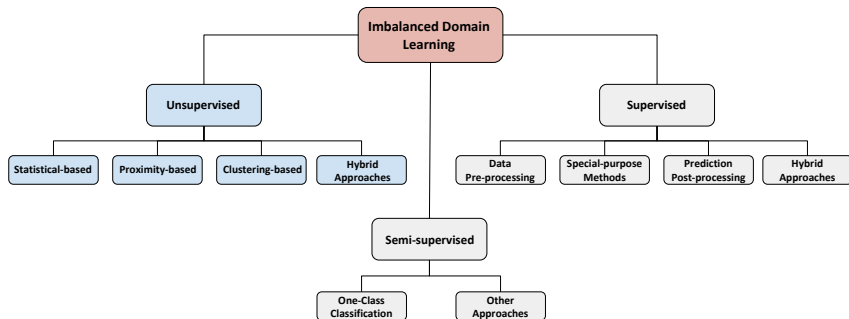 Imbalanced Domain
Learning
Unsupervised
Supervised
Statistical-based
Proximity-based
Clustering-based
Hybrid
Approaches
Data
Pre-processing
Special-purpose
Methods
Prediction
Post-processing
Hybrid
Approaches
Semi-supervised
One-Class
Classification
Other
Approaches